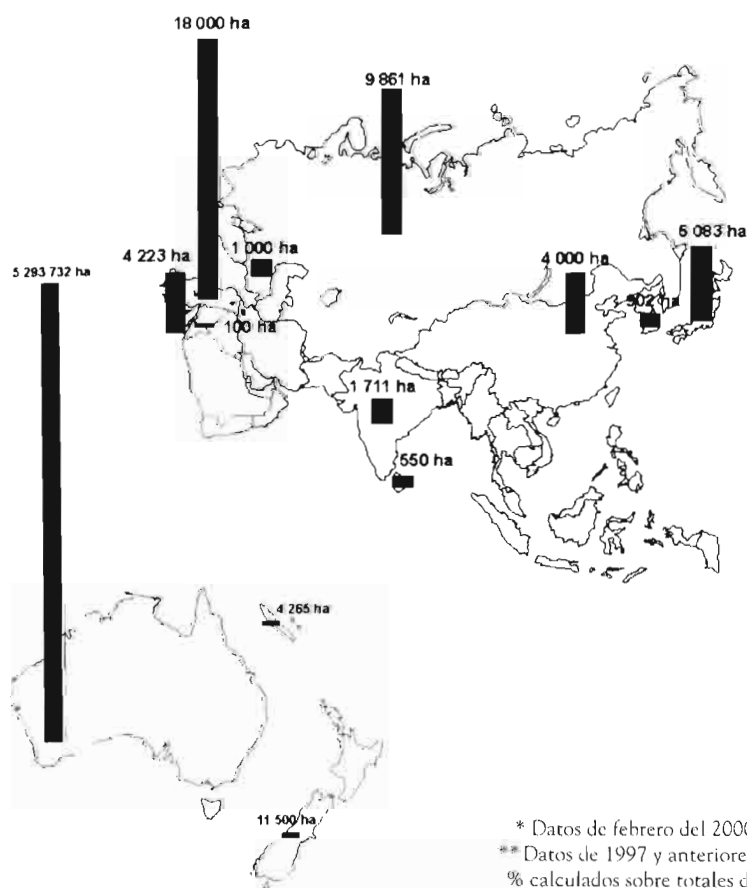 18 000 ha
9 861 ha
5 083 ha
4 223 ha
1 000 ha
4 000 ha
5 293 732 ha
100 ha
1 711 ha
550 ha
4 265 ha
11 500 ha
* Datos de febrero del 2000
** Datos de 1997 y anteriore
% calculados sobre totales d